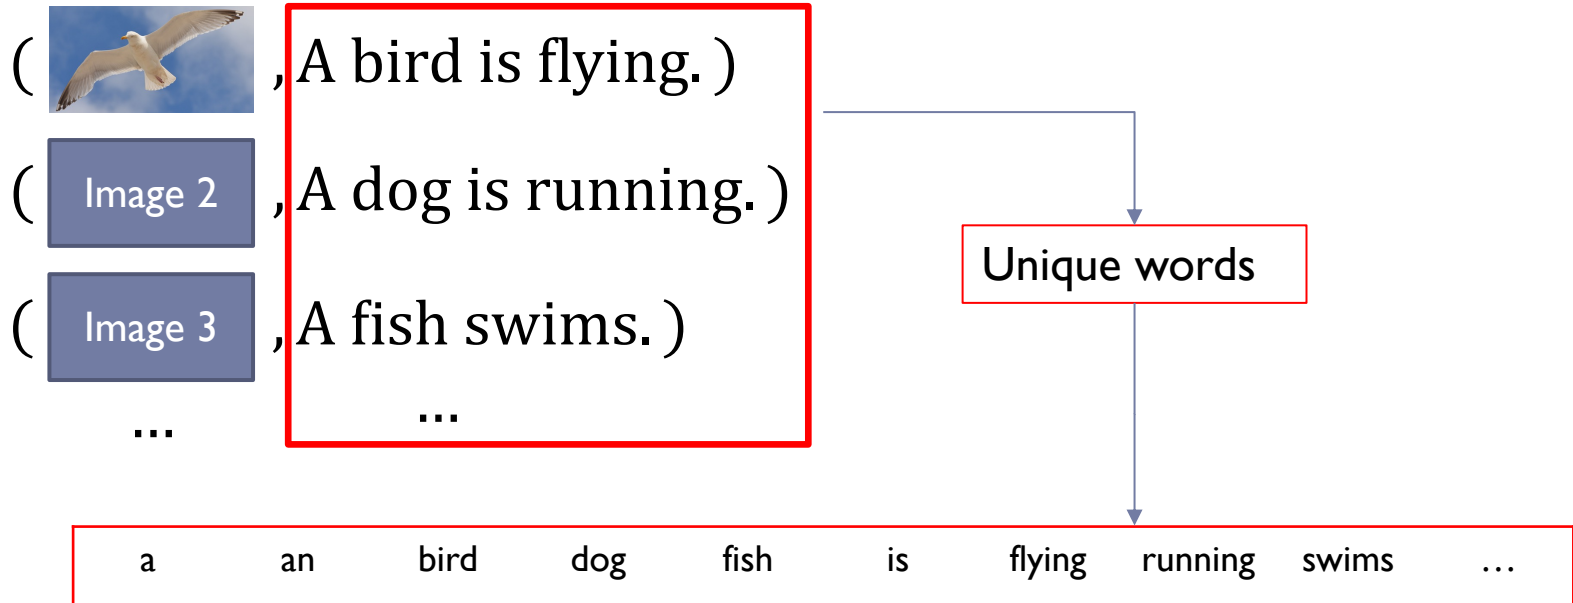 ( , A bird is flying. )
( Image 2 , A dog is running. )
( Image 3 , A fish swims. )
... ...
Unique words
a an bird dog fish is flying running swims ...